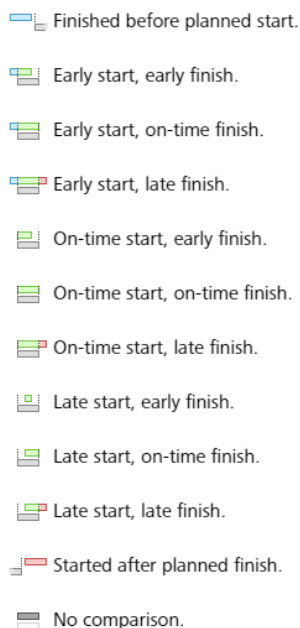 Finished before planned start.
Early start, early finish.
Early start, on-time finish.
Early start, late finish.
On-time start, early finish.
On-time start, on-time finish.
On-time start, late finish.
Late start, early finish.
Late start, on-time finish.
Late start, late finish.
Started after planned finish.
No comparison.